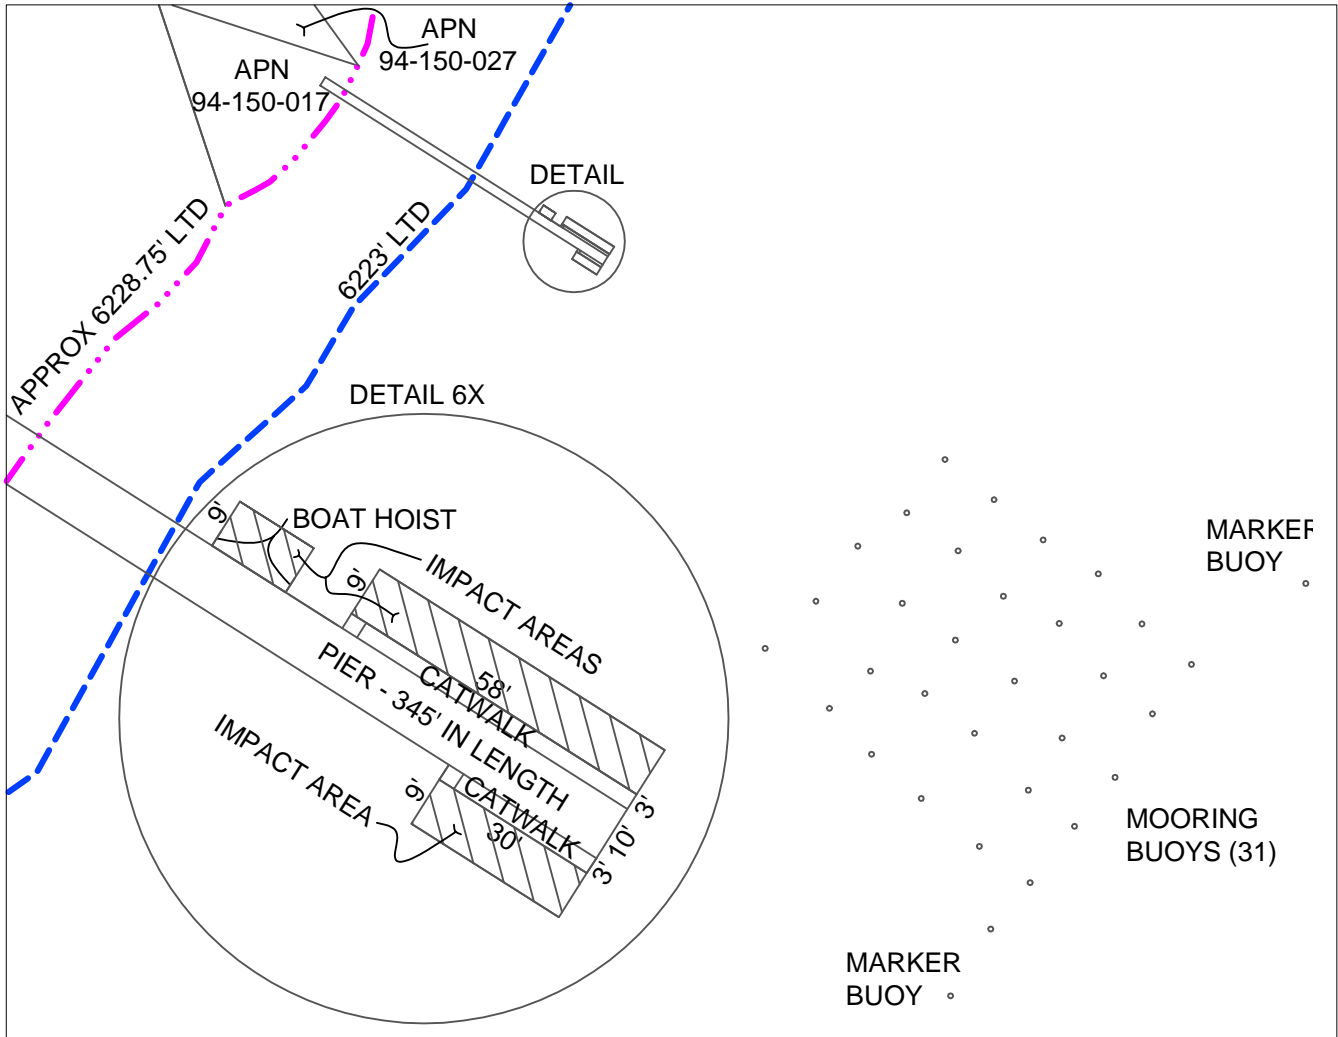 APN
94-150-027
APN
94-150-017
DETAIL
APPROX 6228.75' LTD
6223' LTD
DETAIL 6X
9'
BOAT HOIST
9'
IMPACT AREAS
58'
CATWALK
PIER - 345' IN LENGTH
IMPACT AREA
9'
CATWALK
30'
3'
10'
3'
MARKER
BUOY
MOORING
BUOYS (31)
MARKER
BUOY